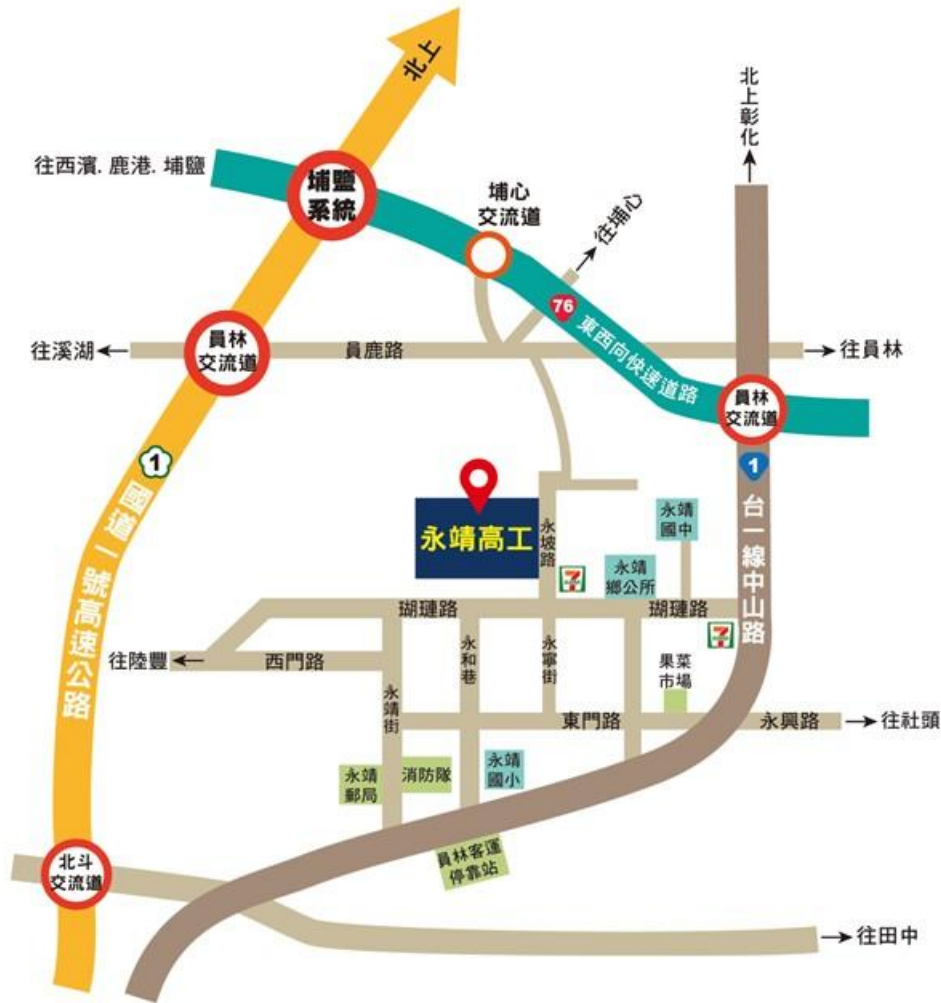 北上
北上彰化
往西濱. 鹿港. 埔鹽
埔鹽
系統
埔心
交流道
往埔心
76
東西向快速道路
往溪湖
員林
交流道
員鹿路
往員林
員林
交流道
1
國道一號高速公路
1
台一線中山路
永靖高工
永坡路
永靖
國中
7
永靖
鄉公所
瑚璉路
瑚璉路
7
往陸豐
西門路
永和巷
永寧街
果菜
市場
永靖街
東門路
永興路
往社頭
永靖
郵局
消防隊
永靖
國小
員林客運
停靠站
北斗
交流道
往田中